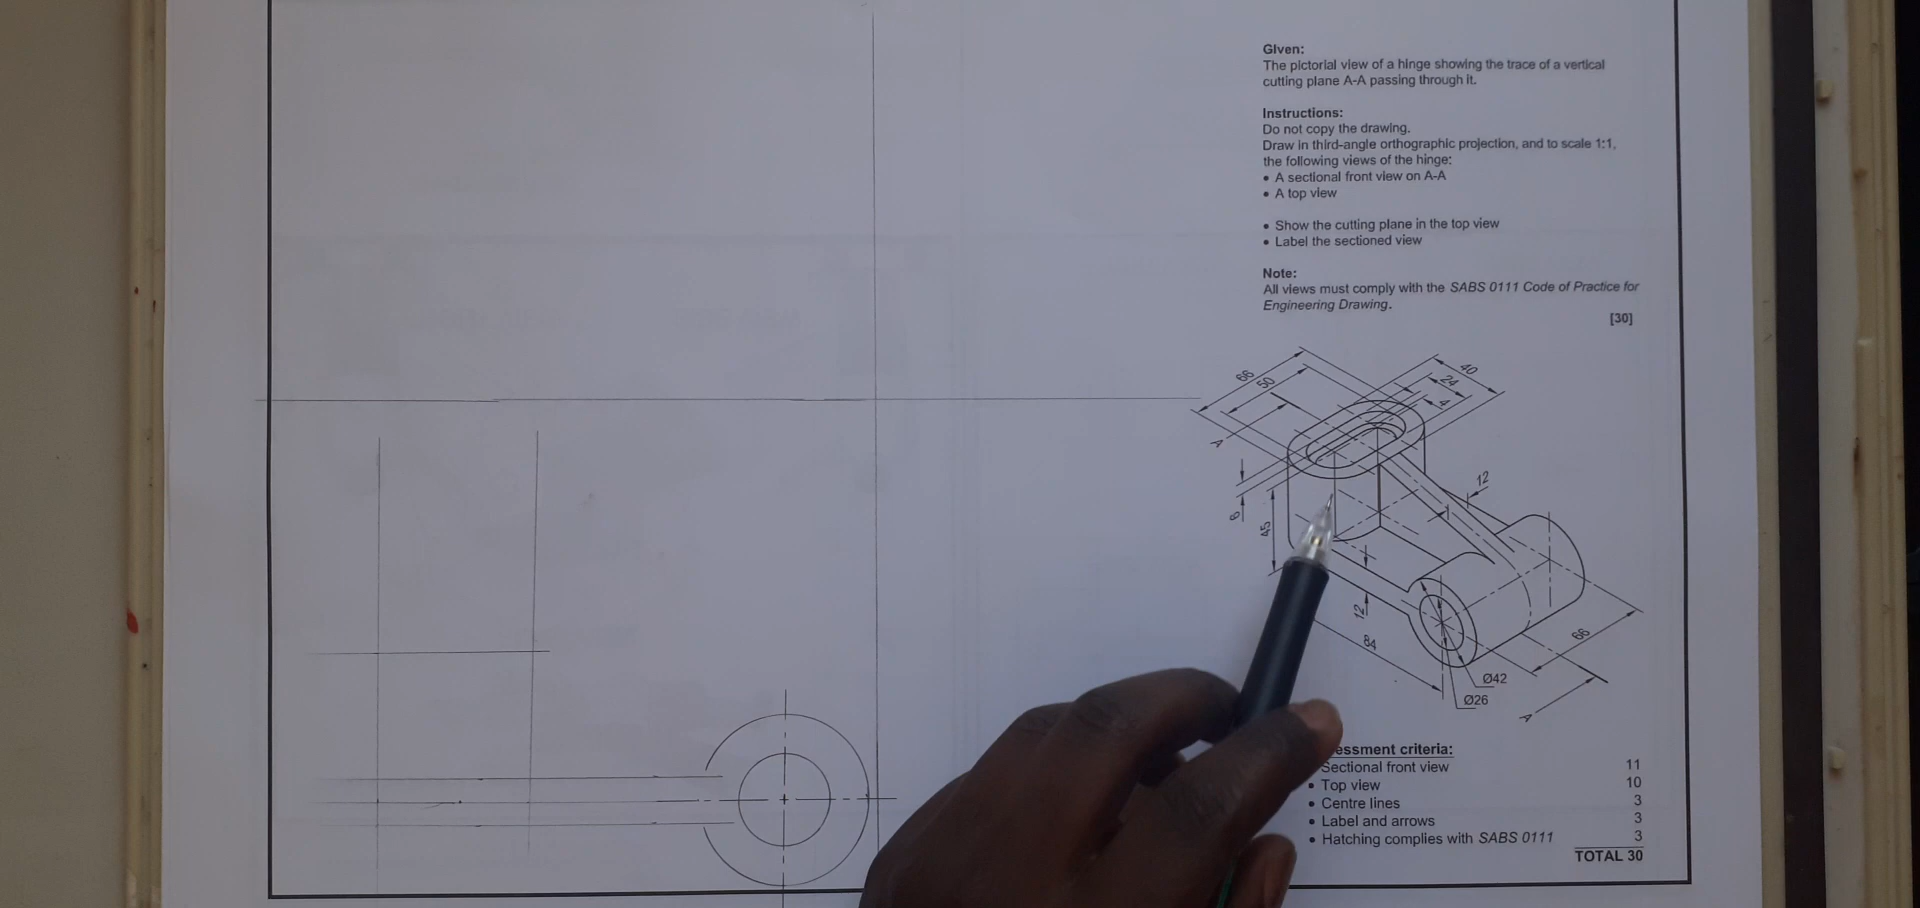 Given:
The pictorial view of a hinge showing the trace of a vertical
cutting plane A-A passing through it.
Instructions:
Do not copy the drawing.
Draw in third-angle orthographic projection, and to scale 1:1,
the following views of the hinge:
• A sectional front view on A-A
• A top view
• Show the cutting plane in the top view
• Label the sectioned view
Note:
All views must comply with the SABS 0111 Code of Practice for
Engineering Drawing.
[30]
66
50
40
24
4
A
12
45
12
84
66
Ø42
Ø26
A
essment criteria:
Sectional front view 11
• Top view 10
• Centre lines 3
• Label and arrows 3
• Hatching complies with SABS 0111 3
TOTAL 30